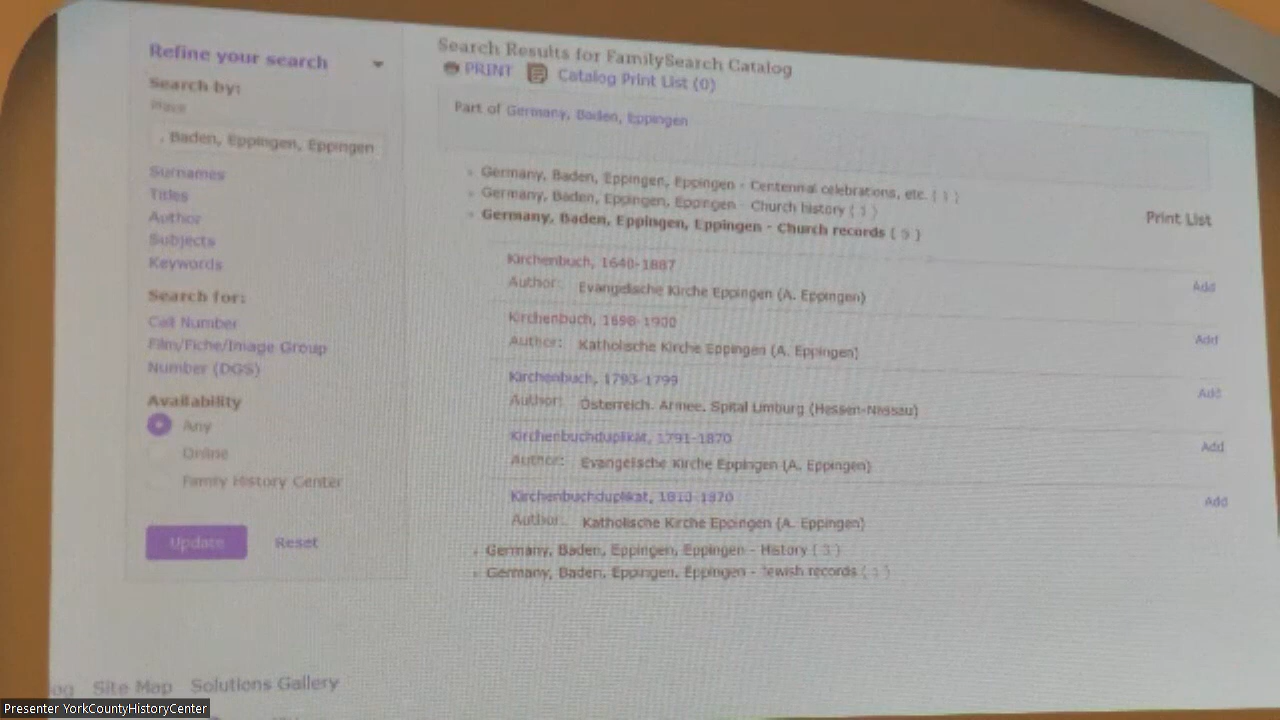 Refine your search
Search by:
Place
, Baden, Eppingen, Eppingen
Surnames
Titles
Author
Subjects
Keywords
Search for:
Call Number
Film/Fiche/Image Group
Number (DGS)
Availability
Any
Online
Family History Center
Update Reset
Search Results for FamilySearch Catalog
PRINT Catalog Print List (0)
Part of Germany, Baden, Eppingen
Germany, Baden, Eppingen, Eppingen - Centennial celebrations, etc. ( 1 )
Germany, Baden, Eppingen, Eppingen - Church history ( 1 )
Germany, Baden, Eppingen, Eppingen - Church records ( 5 )
Print List
Kirchenbuch, 1640-1887
Author: Evangelische Kirche Eppingen (A. Eppingen)
Add
Kirchenbuch, 1698-1900
Author: Katholische Kirche Eppingen (A. Eppingen)
Add
Kirchenbuch, 1793-1799
Author: Österreich. Armee. Spital Limburg (Hessen-Nassau)
Add
Kirchenbuchduplikat, 1791-1870
Author: Evangelische Kirche Eppingen (A. Eppingen)
Add
Kirchenbuchduplikat, 1810-1870
Author: Katholische Kirche Eppingen (A. Eppingen)
Add
Germany, Baden, Eppingen, Eppingen - History ( 3 )
Germany, Baden, Eppingen, Eppingen - Jewish records ( 1 )
og Site Map Solutions Gallery
Presenter YorkCountyHistoryCenter